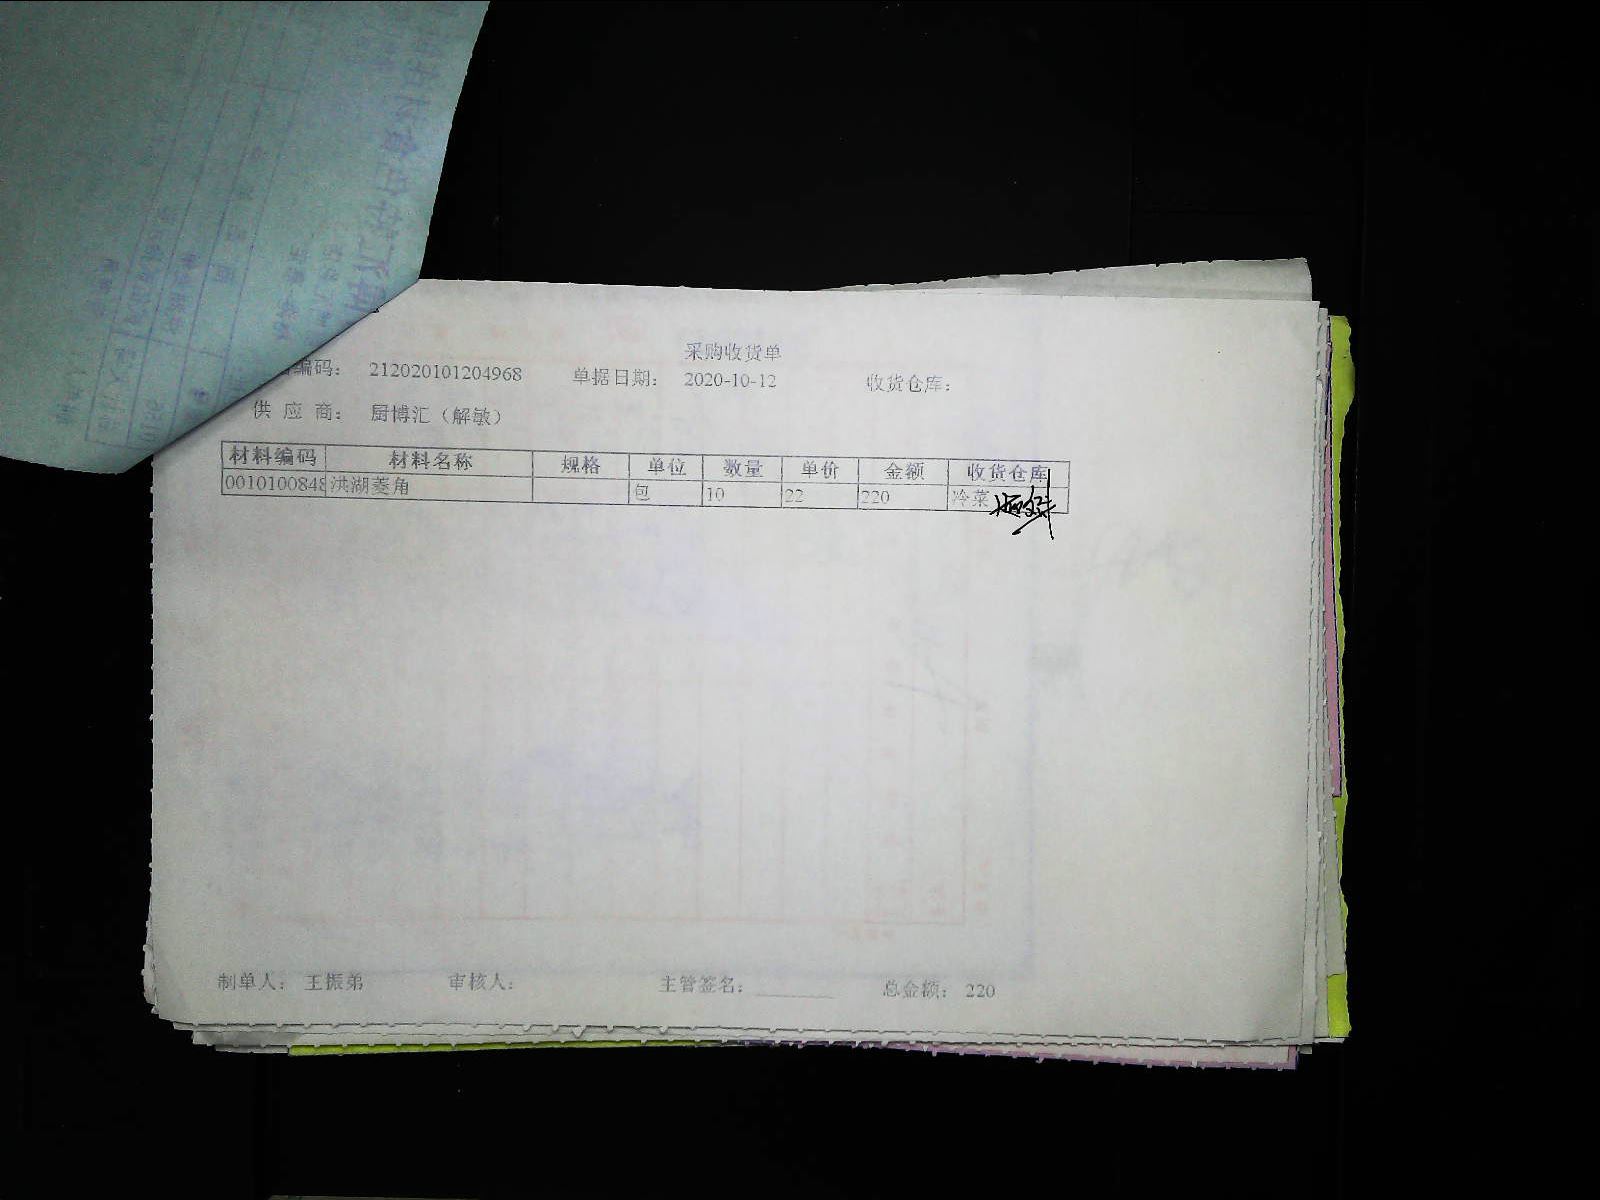 采购收货单
编码： 212020101204968 单据日期： 2020-10-12 收货仓库：
供 应 商： 厨博汇（解敏）
材料编码 材料名称 规格 单位 数量 单价 金额 收货仓库
0010100848 洪湖菱角 包 10 22 220 冷菜
制单人： 王振弟 审核人： 主管签名： 总金额： 220